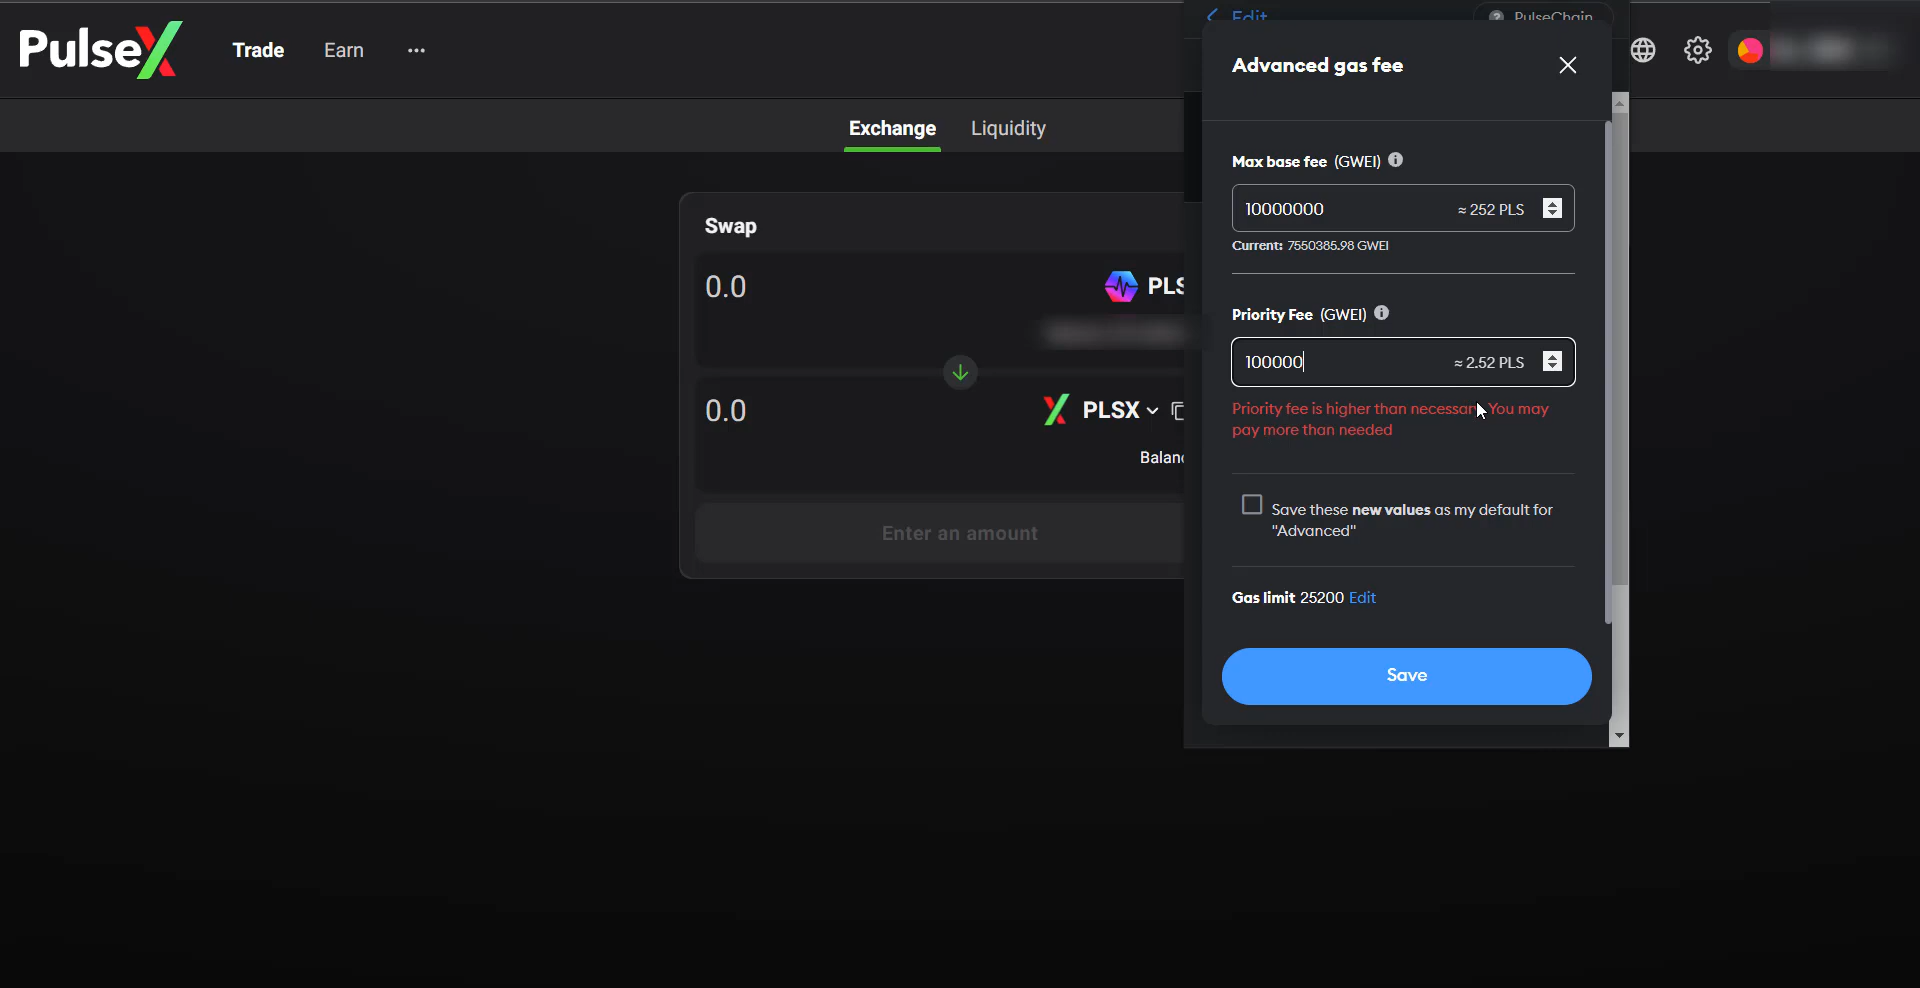 PulseX
Trade
Earn
Edit
PulseChain
Exchange
Liquidity
Swap
0.0
PLS
0.0
PLSX
Balanc
Enter an amount
Advanced gas fee
Max base fee (GWEI)
10000000 ≈ 252 PLS
Current: 7550385.98 GWEI
Priority Fee (GWEI)
100000 ≈ 2.52 PLS
Priority fee is higher than necessary. You may
pay more than needed
Save these new values as my default for
"Advanced"
Gas limit 25200 Edit
Save